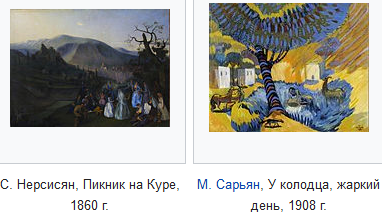 С. Нерсисян, Пикник на Куре,
1860 г.
М. Сарьян, У колодца, жаркий
день, 1908 г.